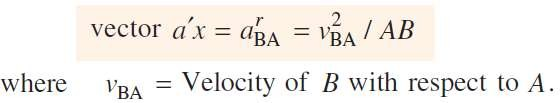 vector a'x = a^r_BA = v^2_BA / AB
where v_BA = Velocity of B with respect to A.